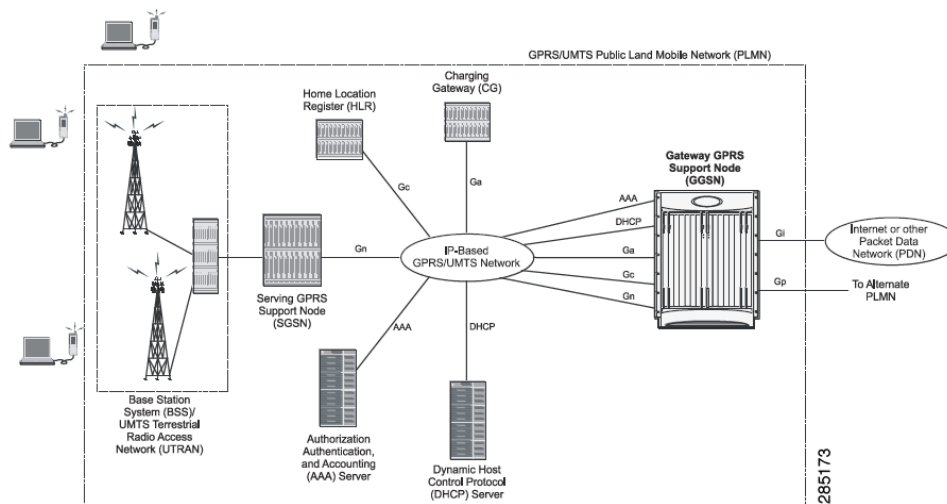 GPRS/UMTS Public Land Mobile Network (PLMN)
Charging
Gateway (CG)
Home Location
Register (HLR)
Gateway GPRS
Support Node
(GGSN)
Gc
Ga
AAA
DHCP
Gn
IP-Based
GPRS/UMTS Network
Ga
Gc
Gn
Gi
Internet or other
Packet Data
Network (PDN)
Gp
To Alternate
PLMN
Serving GPRS
Support Node
(SGSN)
AAA
DHCP
Base Station
System (BSS)/
UMTS Terrestrial
Radio Access
Network (UTRAN)
Authorization
Authentication,
and Accounting
(AAA) Server
Dynamic Host
Control Protocol
(DHCP) Server
285173